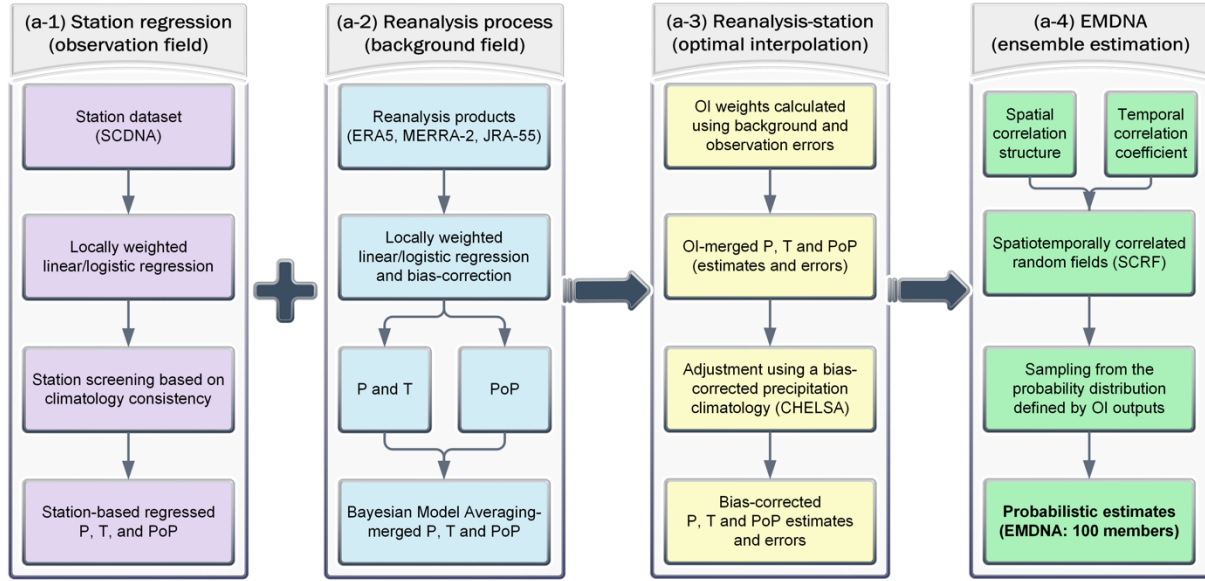 (a-1) Station regression
(observation field)
Station dataset
(SCDNA)
Locally weighted
linear/logistic regression
Station screening based on
climatology consistency
Station-based regressed
P, T, and PoP
(a-2) Reanalysis process
(background field)
Reanalysis products
(ERA5, MERRA-2, JRA-55)
Locally weighted
linear/logistic regression
and bias-correction
P and T
PoP
Bayesian Model Averaging-
merged P, T and PoP
(a-3) Reanalysis-station
(optimal interpolation)
OI weights calculated
using background and
observation errors
OI-merged P, T and PoP
(estimates and errors)
Adjustment using a bias-
corrected precipitation
climatology (CHELSA)
Bias-corrected
P, T and PoP estimates
and errors
(a-4) EMDNA
(ensemble estimation)
Spatial
correlation
structure
Temporal
correlation
coefficient
Spatiotemporally correlated
random fields (SCRF)
Sampling from the
probability distribution
defined by OI outputs
Probabilistic estimates
(EMDNA: 100 members)